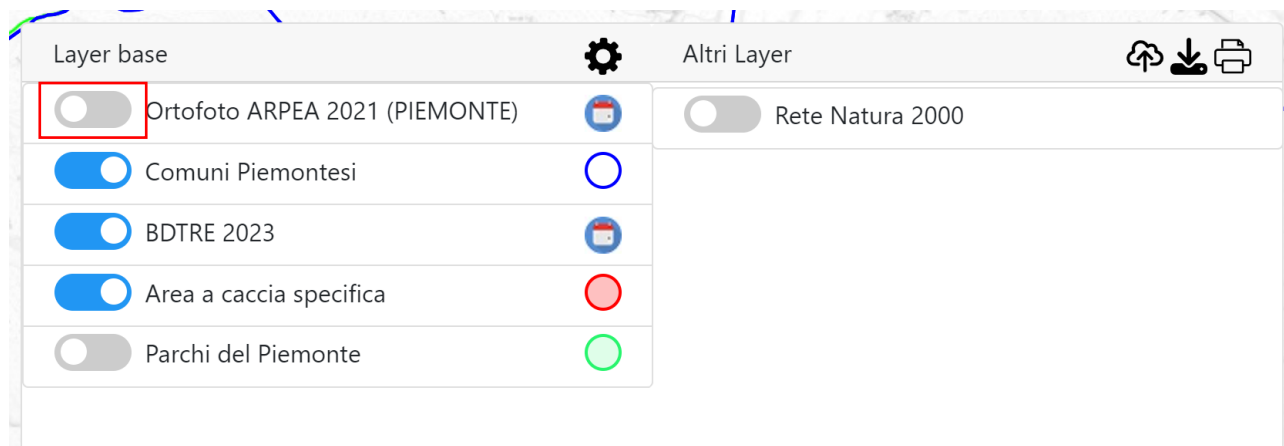 Layer base
Altri Layer
Ortofoto ARPEA 2021 (PIEMONTE)
Rete Natura 2000
Comuni Piemontesi
BDTRE 2023
Area a caccia specifica
Parchi del Piemonte